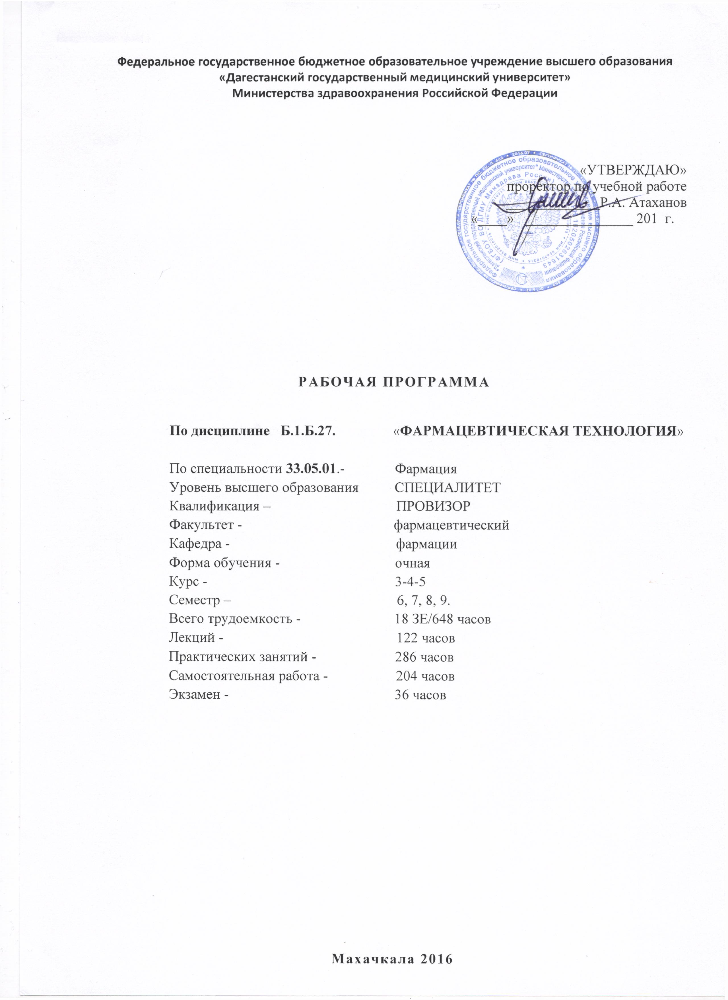 Федеральное государственное бюджетное образовательное учреждение высшего образования
«Дагестанский государственный медицинский университет»
Министерства здравоохранения Российской Федерации
«УТВЕРЖДАЮ»
проректор по учебной работе
Р.А. Атаханов
«____» ______________ 201 г.
РАБОЧАЯ ПРОГРАММА
По дисциплине Б.1.Б.27. «ФАРМАЦЕВТИЧЕСКАЯ ТЕХНОЛОГИЯ»
По специальности 33.05.01.- Фармация
Уровень высшего образования СПЕЦИАЛИТЕТ
Квалификация – ПРОВИЗОР
Факультет - фармацевтический
Кафедра - фармации
Форма обучения - очная
Курс - 3-4-5
Семестр – 6, 7, 8, 9.
Всего трудоемкость - 18 ЗЕ/648 часов
Лекций - 122 часов
Практических занятий - 286 часов
Самостоятельная работа - 204 часов
Экзамен - 36 часов
Махачкала 2016